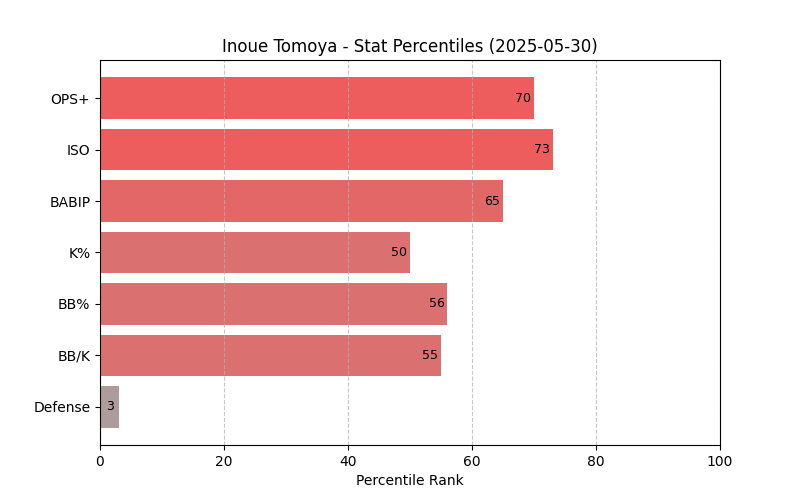 Inoue Tomoya - Stat Percentiles (2025-05-30)
OPS+ 70
ISO 73
BABIP 65
K% 50
BB% 56
BB/K 55
Defense 3
0 20 40 60 80 100
Percentile Rank